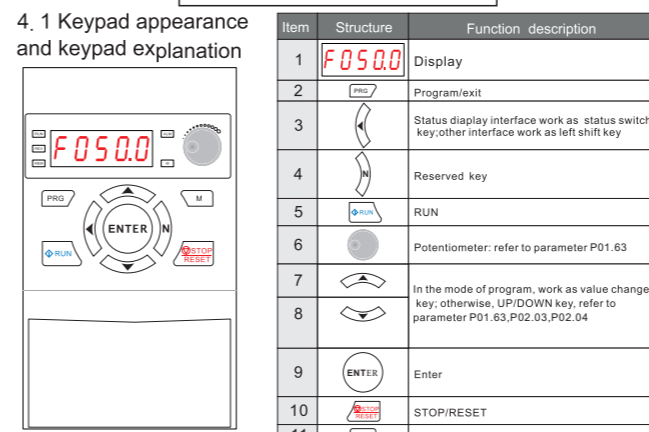 4. 1 Keypad appearance
and keypad explanation
F050.0
PRG
M
ENTER
N
RUN
STOP
RESET
Item Structure Function description
1 F050.0 Display
2 PRG Program/exit
3 Status diaplay interface work as status switch
key;other interface work as left shift key
4 N Reserved key
5 RUN RUN
6 Potentiometer: refer to parameter P01.63
7 In the mode of program, work as value change
8 key; otherwise, UP/DOWN key, refer to
parameter P01.63,P02.03,P02.04
9 ENTER Enter
10 STOP RESET STOP/RESET